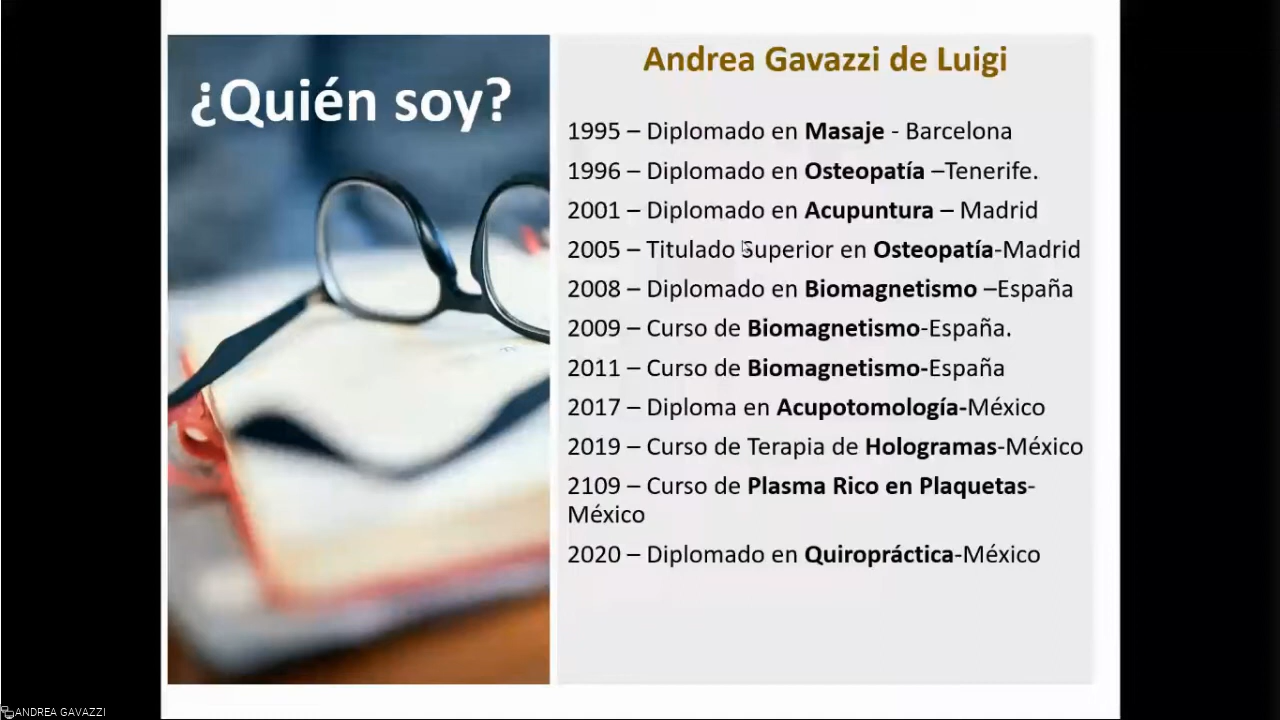 ¿Quién soy?
Andrea Gavazzi de Luigi
1995 – Diplomado en Masaje - Barcelona
1996 – Diplomado en Osteopatía –Tenerife.
2001 – Diplomado en Acupuntura – Madrid
2005 – Titulado Superior en Osteopatía-Madrid
2008 – Diplomado en Biomagnetismo –España
2009 – Curso de Biomagnetismo-España.
2011 – Curso de Biomagnetismo-España
2017 – Diploma en Acupotomología-México
2019 – Curso de Terapia de Hologramas-México
2109 – Curso de Plasma Rico en Plaquetas-
México
2020 – Diplomado en Quiropráctica-México
ANDREA GAVAZZI